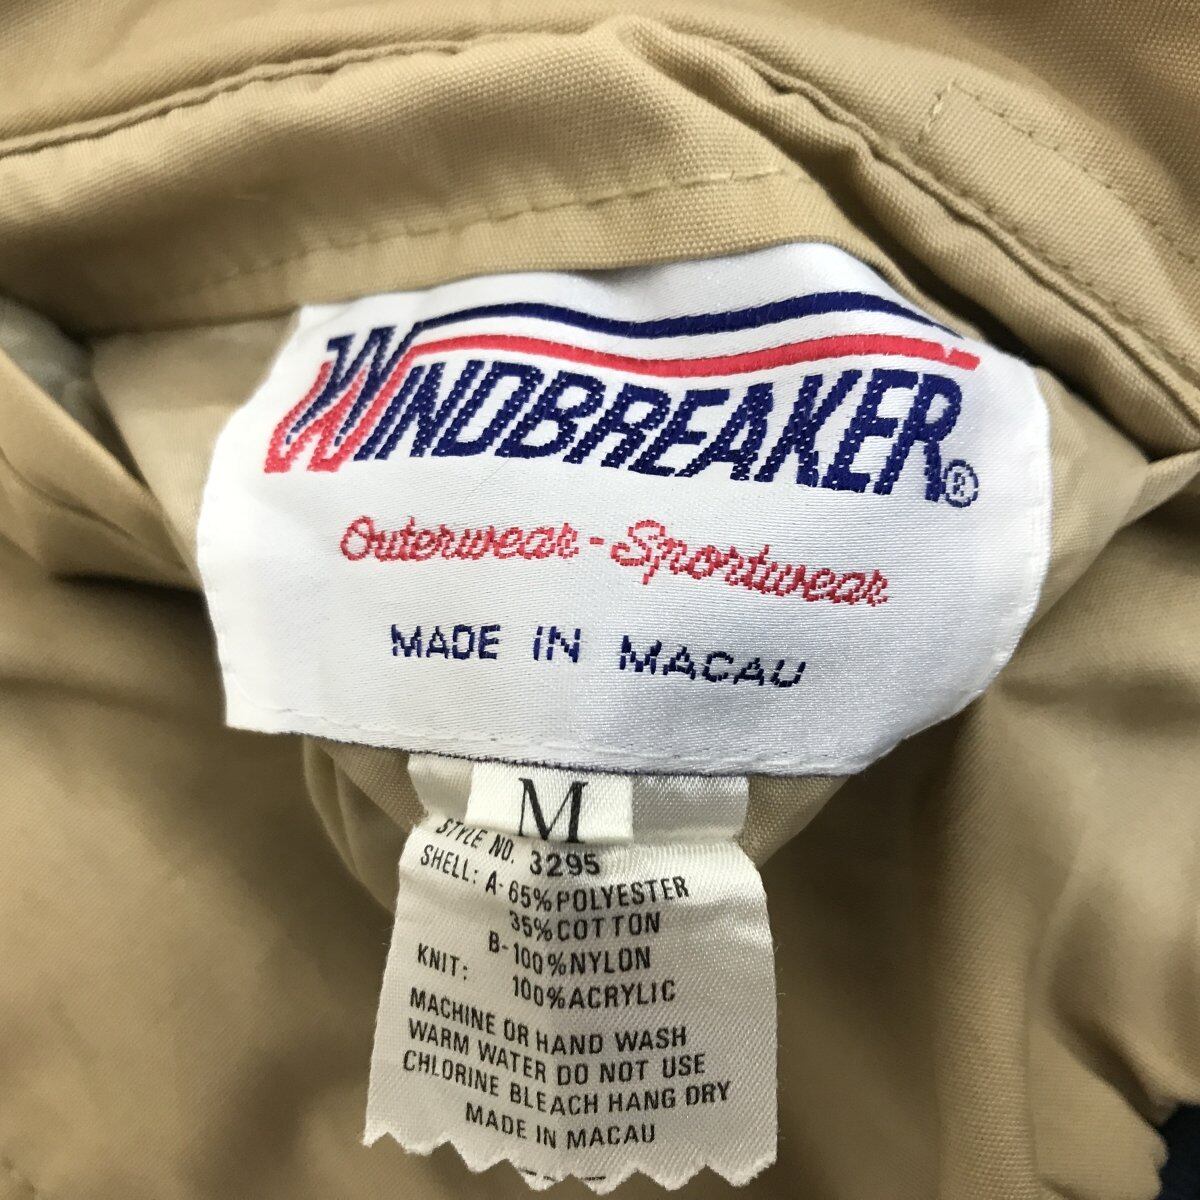 WINDBREAKER®
Outerwear-Sportwear
MADE IN MACAU
M
STYLE NO. 3295
SHELL: A-65%POLYESTER
35%COTTON
B-100%NYLON
KNIT: 100%ACRYLIC
MACHINE OR HAND WASH
WARM WATER DO NOT USE
CHLORINE BLEACH HANG DRY
MADE IN MACAU